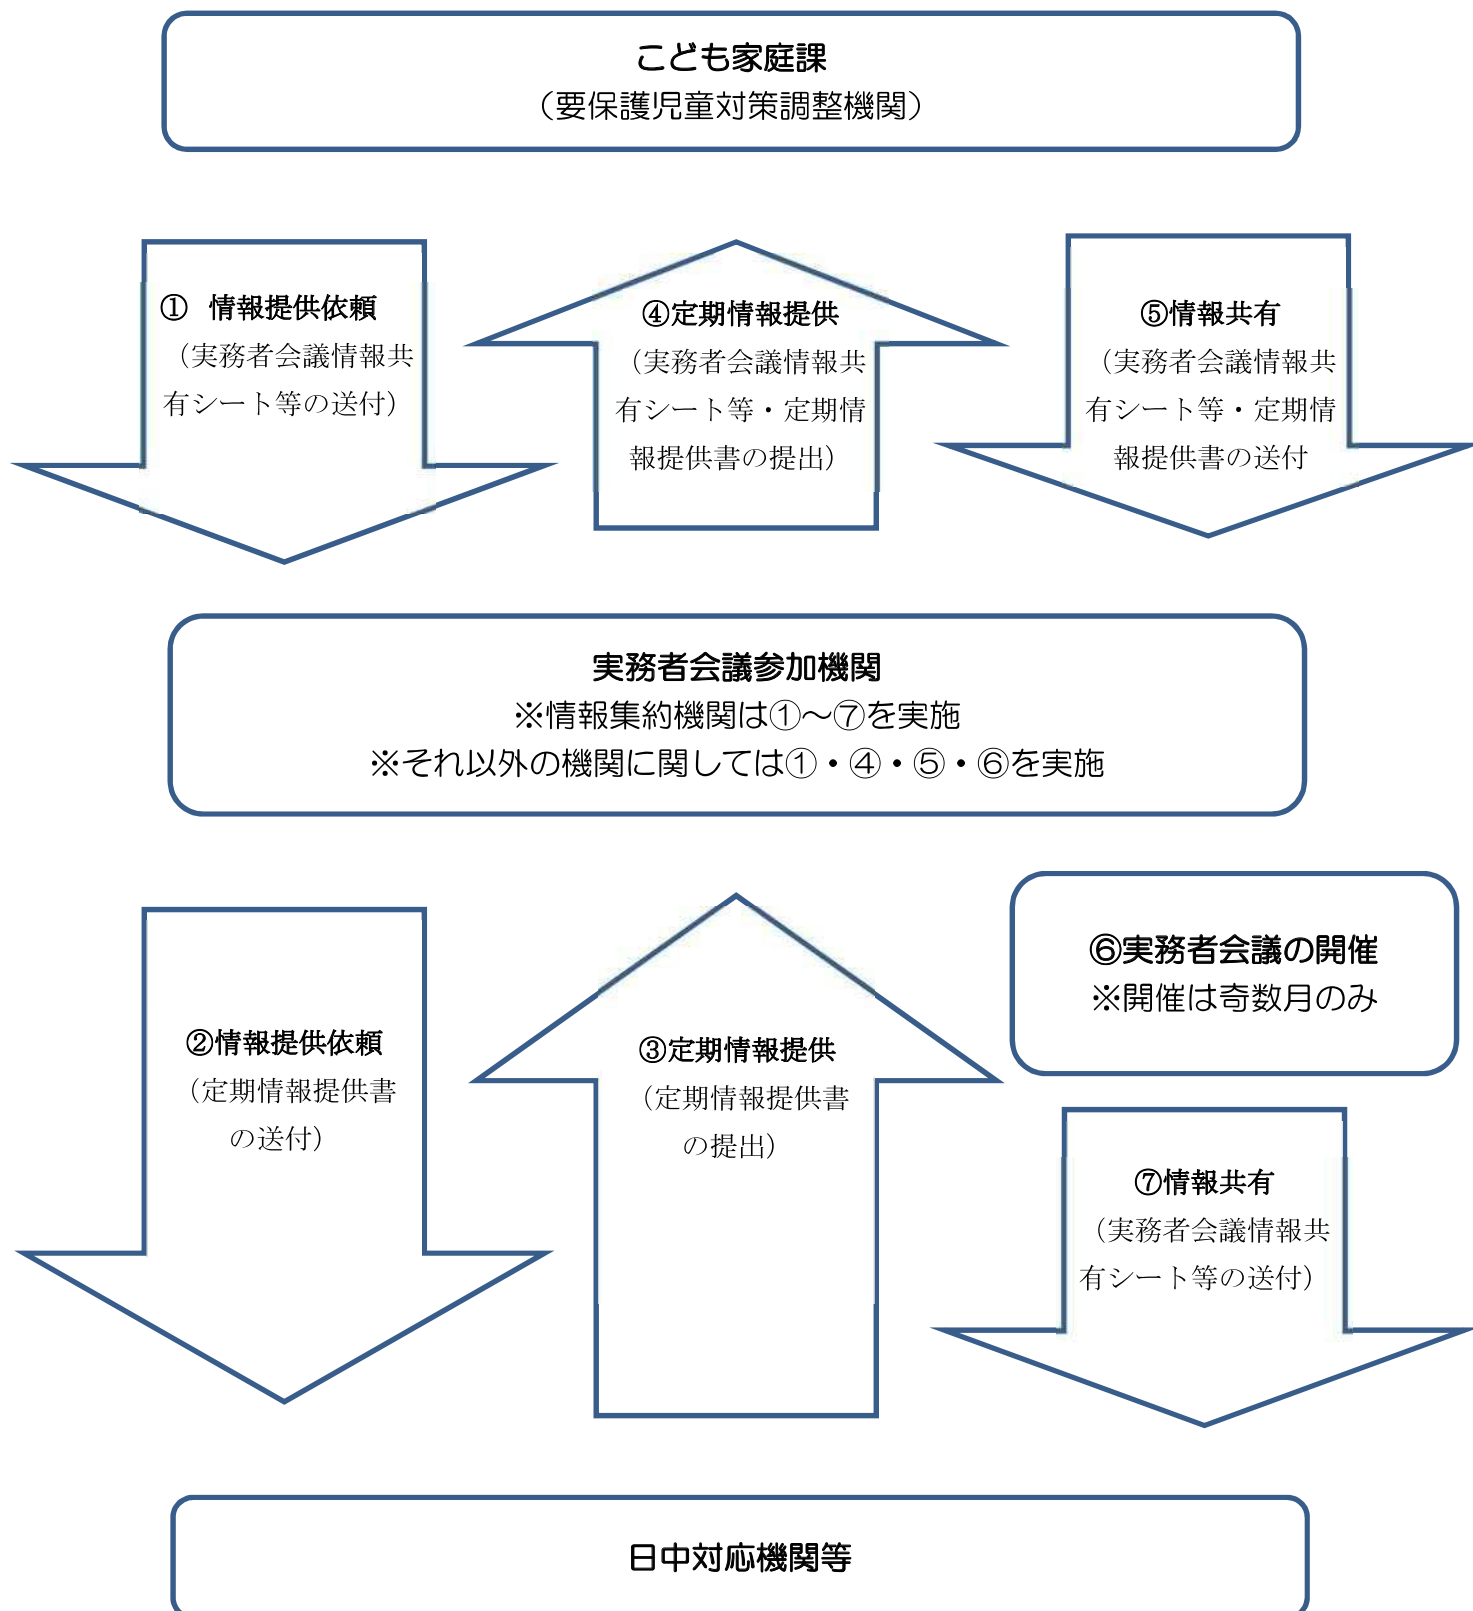 こども家庭課
（要保護児童対策調整機関）
① 情報提供依頼
（実務者会議情報共
有シート等の送付）
④定期情報提供
（実務者会議情報共
有シート等・定期情
報提供書の提出）
⑤情報共有
（実務者会議情報共
有シート等・定期情
報提供書の送付
実務者会議参加機関
※情報集約機関は①～⑦を実施
※それ以外の機関に関しては①・④・⑤・⑥を実施
②情報提供依頼
（定期情報提供書
の送付）
③定期情報提供
（定期情報提供書
の提出）
⑥実務者会議の開催
※開催は奇数月のみ
⑦情報共有
（実務者会議情報共
有シート等の送付）
日中対応機関等